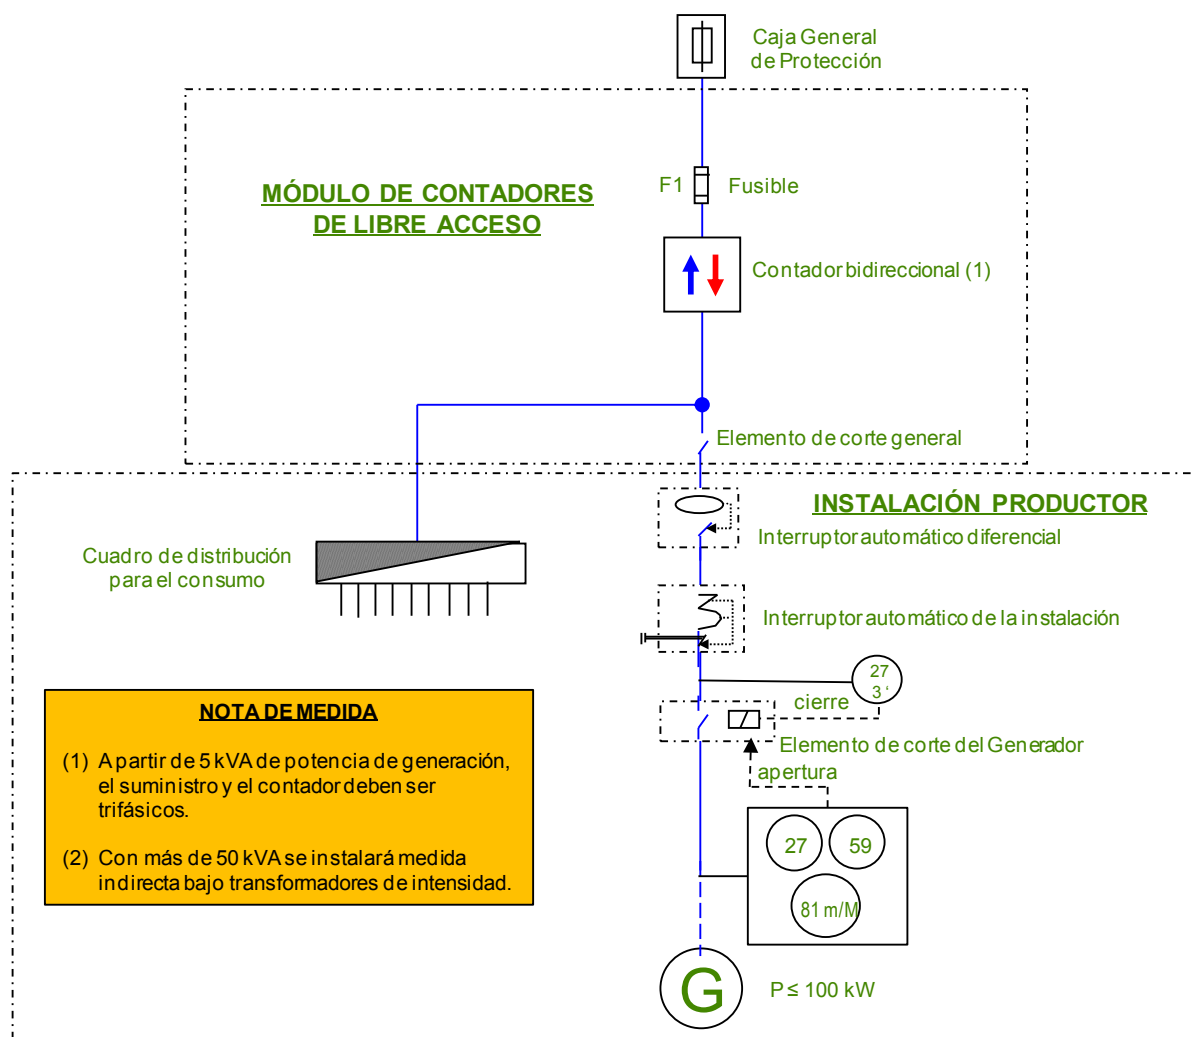 Caja General
de Protección
MÓDULO DE CONTADORES
DE LIBRE ACCESO
F1
Fusible
Contador bidireccional (1)
Elemento de corte general
INSTALACIÓN PRODUCTOR
Interruptor automático diferencial
Cuadro de distribución
para el consumo
Interruptor automático de la instalación
27
3 '
cierre
Elemento de corte del Generador
apertura
NOTA DE MEDIDA
(1) A partir de 5 kVA de potencia de generación,
el suministro y el contador deben ser
trifásicos.
(2) Con más de 50 kVA se instalará medida
indirecta bajo transformadores de intensidad.
27
59
81 m/M
G
P ≤ 100 kW